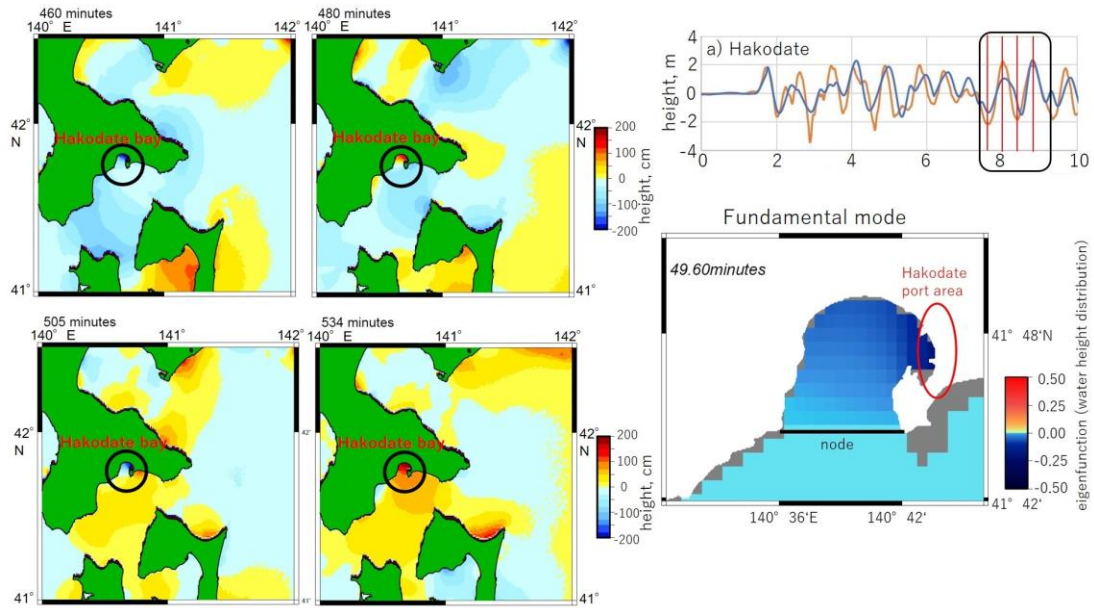 460 minutes
140° E 141° 142°
42°
N
Hakodate bay
41°
480 minutes
140° E 141° 142°
Hakodate bay
200
100
0
-100
-200
height, cm
505 minutes
140° E 141°
42°
N
Hakodate bay
41°
534 minutes
140° E 141°
Hakodate bay
200
100
0
-100
-200
height, cm
a) Hakodate
height, m
4
2
0
-2
-4
0 2 4 6 8 10
Fundamental mode
49.60minutes
Hakodate
port area
node
41° 48'N
41° 42'
140° 36'E 140° 42'
0.50
0.25
0.00
-0.25
-0.50
eigenfunction (water height distribution)